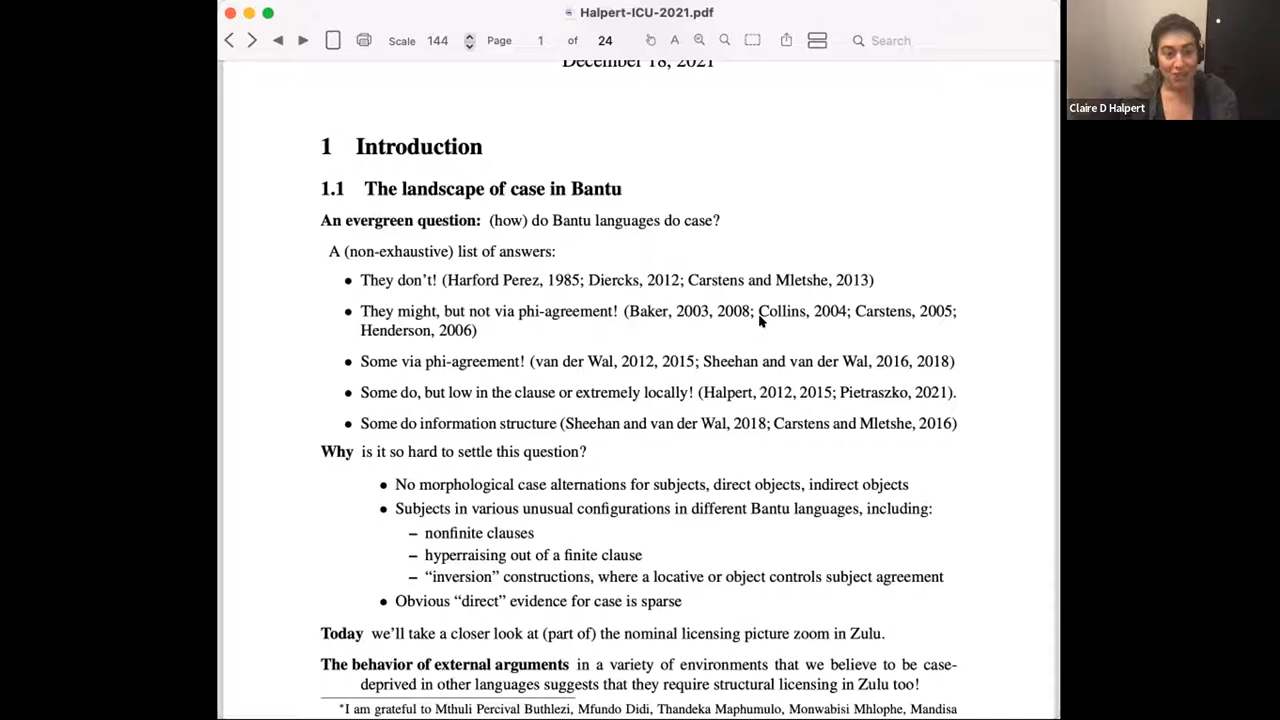 Halpert-ICU-2021.pdf
Scale 144 Page 1 of 24 A Search
Claire D Halpert
December 18, 2021
1 Introduction
1.1 The landscape of case in Bantu
An evergreen question: (how) do Bantu languages do case?
A (non-exhaustive) list of answers:
• They don't! (Harford Perez, 1985; Diercks, 2012; Carstens and Mletshe, 2013)
• They might, but not via phi-agreement! (Baker, 2003, 2008; Collins, 2004; Carstens, 2005;
Henderson, 2006)
• Some via phi-agreement! (van der Wal, 2012, 2015; Sheehan and van der Wal, 2016, 2018)
• Some do, but low in the clause or extremely locally! (Halpert, 2012, 2015; Pietraszko, 2021).
• Some do information structure (Sheehan and van der Wal, 2018; Carstens and Mletshe, 2016)
Why is it so hard to settle this question?
• No morphological case alternations for subjects, direct objects, indirect objects
• Subjects in various unusual configurations in different Bantu languages, including:
– nonfinite clauses
– hyperraising out of a finite clause
– “inversion” constructions, where a locative or object controls subject agreement
• Obvious “direct” evidence for case is sparse
Today we'll take a closer look at (part of) the nominal licensing picture zoom in Zulu.
The behavior of external arguments in a variety of environments that we believe to be case-
deprived in other languages suggests that they require structural licensing in Zulu too!
*I am grateful to Mthuli Percival Buthlezi, Mfundo Didi, Thandeka Maphumulo, Monwabisi Mhlophe, Mandisa